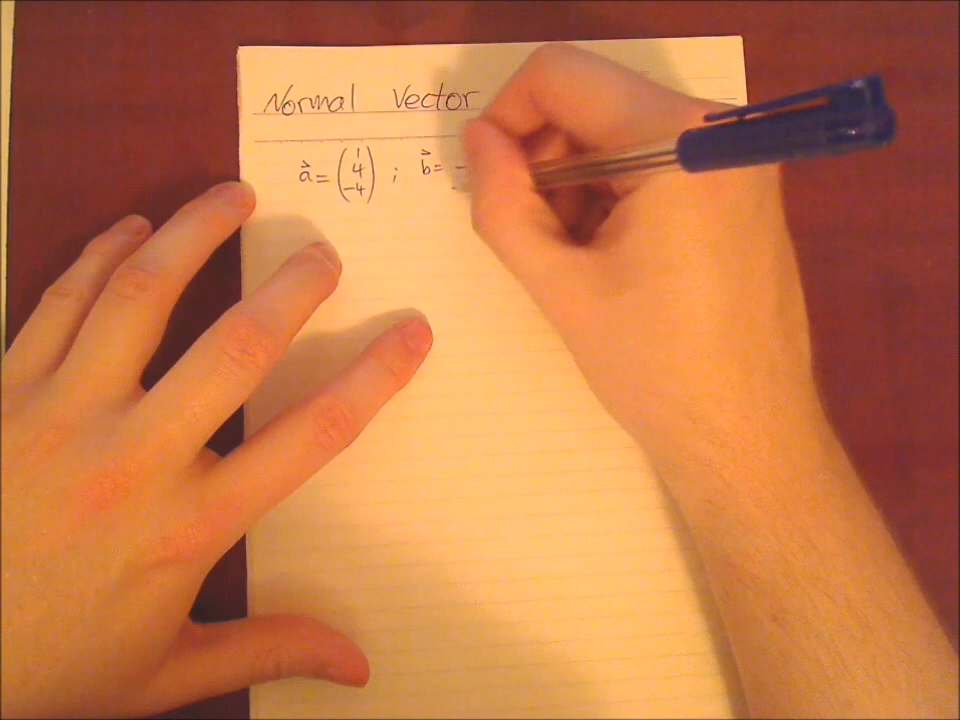 Normal Vector
a⃗ = (1 4 -4) ; b⃗ =